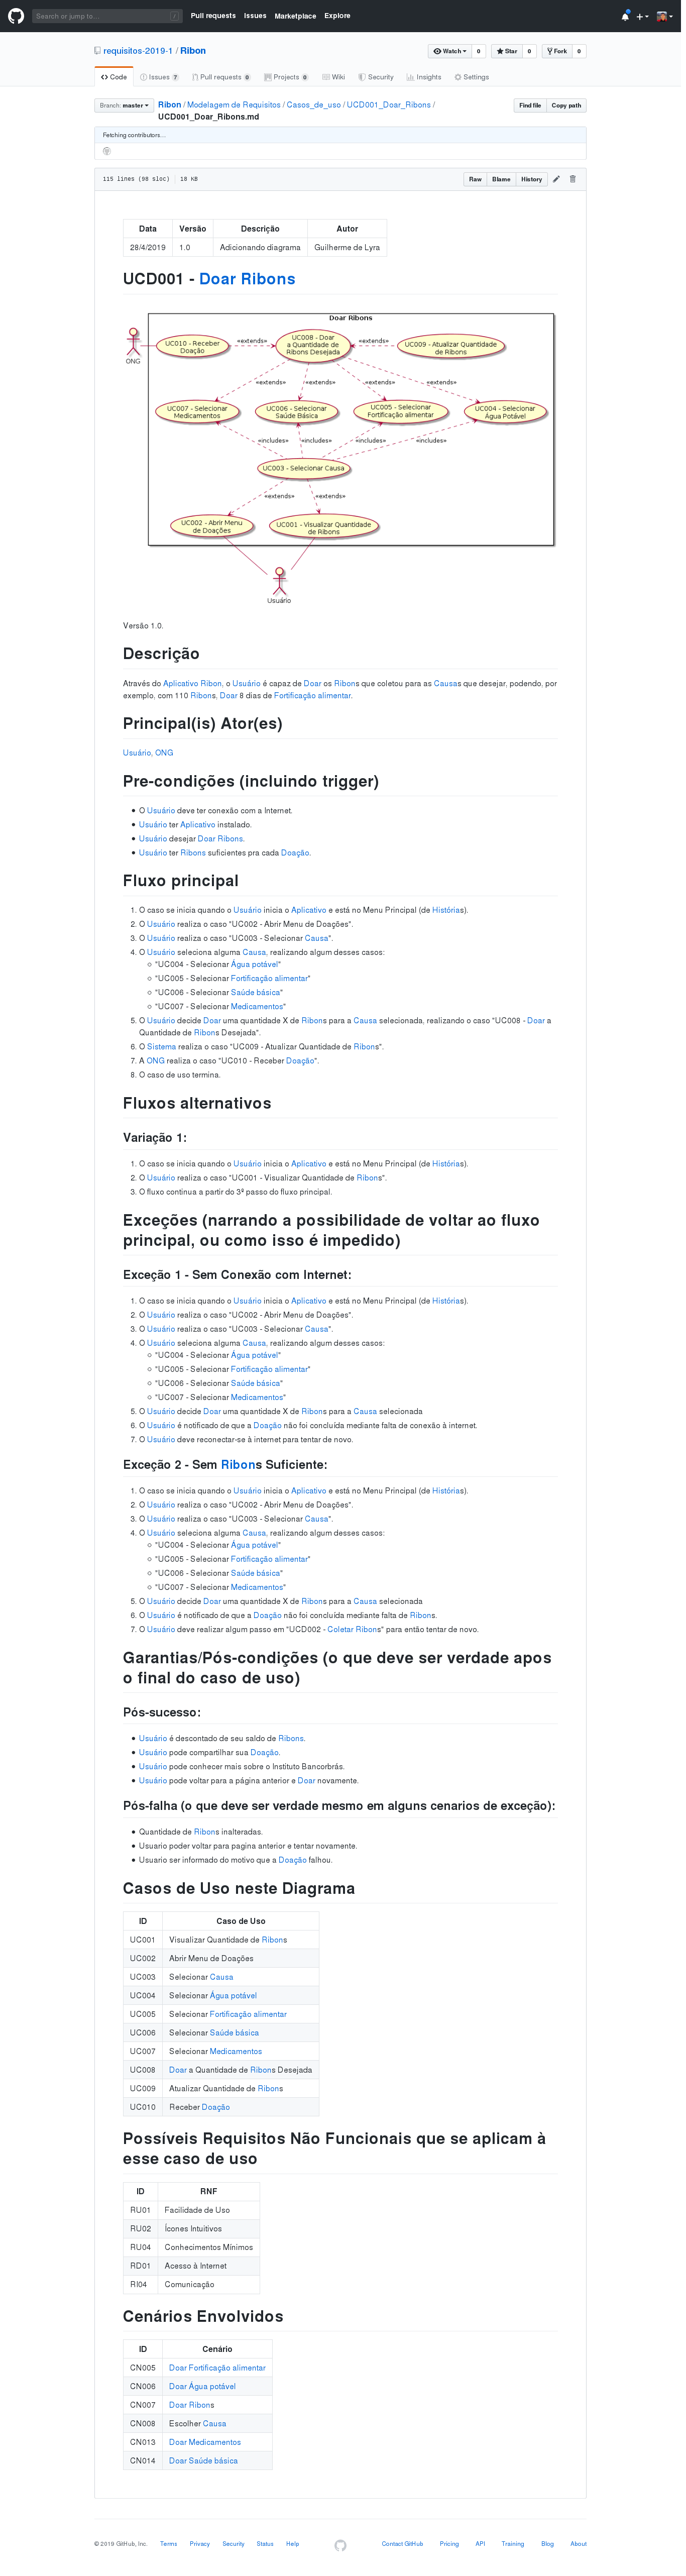 Search or jump to...
/
Pull requests Issues Marketplace Explore
requisitos-2019-1 / Ribon
Watch 0 Star 0 Fork 0
Code Issues 7 Pull requests 0 Projects 0 Wiki Security Insights Settings
Branch: master
Ribon / Modelagem de Requisitos / Casos_de_uso / UCD001_Doar_Ribons /
UCD001_Doar_Ribons.md
Find file Copy path
Fetching contributors…
115 lines (98 sloc) 10 KB
Raw Blame History
Data Versão Descrição Autor
28/4/2019 1.0 Adicionando diagrama Guilherme de Lyra
UCD001 - Doar Ribons
Doar Ribons
ONG
UC010 - Receber
Doação
«extends»
UC008 - Doar
a Quantidade de
Ribons Desejada
«extends»
UC009 - Atualizar Quantidade
de Ribons
«extends» «extends» «extends» «extends»
UC007 - Selecionar
Medicamentos
UC006 - Selecionar
Saúde Básica
UC005 - Selecionar
Fortificação alimentar
UC004 - Selecionar
Água Potável
«includes» «includes» «includes» «includes»
UC003 - Selecionar Causa
«extends» «extends»
UC002 - Abrir Menu
de Doações
UC001 - Visualizar Quantidade
de Ribons
Usuário
Versão 1.0.
Descrição
Através do Aplicativo Ribon, o Usuário é capaz de Doar os Ribons que coletou para as Causas que desejar, podendo, por
exemplo, com 110 Ribons, Doar 8 dias de Fortificação alimentar.
Principal(is) Ator(es)
Usuário, ONG
Pre-condições (incluindo trigger)
O Usuário deve ter conexão com a Internet.
Usuário ter Aplicativo instalado.
Usuário desejar Doar Ribons.
Usuário ter Ribons suficientes pra cada Doação.
Fluxo principal
1. O caso se inicia quando o Usuário inicia o Aplicativo e está no Menu Principal (de Histórias).
2. O Usuário realiza o caso "UC002 - Abrir Menu de Doações".
3. O Usuário realiza o caso "UC003 - Selecionar Causa".
4. O Usuário seleciona alguma Causa, realizando algum desses casos:
"UC004 - Selecionar Água potável"
"UC005 - Selecionar Fortificação alimentar"
"UC006 - Selecionar Saúde básica"
"UC007 - Selecionar Medicamentos"
5. O Usuário decide Doar uma quantidade X de Ribons para a Causa selecionada, realizando o caso "UC008 - Doar a
Quantidade de Ribons Desejada".
6. O Sistema realiza o caso "UC009 - Atualizar Quantidade de Ribons".
7. A ONG realiza o caso "UC010 - Receber Doação".
8. O caso de uso termina.
Fluxos alternativos
Variação 1:
1. O caso se inicia quando o Usuário inicia o Aplicativo e está no Menu Principal (de Histórias).
2. O Usuário realiza o caso "UC001 - Visualizar Quantidade de Ribons".
3. O fluxo continua a partir do 3º passo do fluxo principal.
Exceções (narrando a possibilidade de voltar ao fluxo
principal, ou como isso é impedido)
Exceção 1 - Sem Conexão com Internet:
1. O caso se inicia quando o Usuário inicia o Aplicativo e está no Menu Principal (de Histórias).
2. O Usuário realiza o caso "UC002 - Abrir Menu de Doações".
3. O Usuário realiza o caso "UC003 - Selecionar Causa".
4. O Usuário seleciona alguma Causa, realizando algum desses casos:
"UC004 - Selecionar Água potável"
"UC005 - Selecionar Fortificação alimentar"
"UC006 - Selecionar Saúde básica"
"UC007 - Selecionar Medicamentos"
5. O Usuário decide Doar uma quantidade X de Ribons para a Causa selecionada
6. O Usuário é notificado de que a Doação não foi concluída mediante falta de conexão à internet.
7. O Usuário deve reconectar-se à internet para tentar de novo.
Exceção 2 - Sem Ribons Suficiente:
1. O caso se inicia quando o Usuário inicia o Aplicativo e está no Menu Principal (de Histórias).
2. O Usuário realiza o caso "UC002 - Abrir Menu de Doações".
3. O Usuário realiza o caso "UC003 - Selecionar Causa".
4. O Usuário seleciona alguma Causa, realizando algum desses casos:
"UC004 - Selecionar Água potável"
"UC005 - Selecionar Fortificação alimentar"
"UC006 - Selecionar Saúde básica"
"UC007 - Selecionar Medicamentos"
5. O Usuário decide Doar uma quantidade X de Ribons para a Causa selecionada
6. O Usuário é notificado de que a Doação não foi concluída mediante falta de Ribons.
7. O Usuário deve realizar algum passo em "UCD002 - Coletar Ribons" para então tentar de novo.
Garantias/Pós-condições (o que deve ser verdade apos
o final do caso de uso)
Pós-sucesso:
Usuário é descontado de seu saldo de Ribons.
Usuário pode compartilhar sua Doação.
Usuário pode conhecer mais sobre o Instituto Bancorbrás.
Usuário pode voltar para a página anterior e Doar novamente.
Pós-falha (o que deve ser verdade mesmo em alguns cenarios de exceção):
Quantidade de Ribons inalteradas.
Usuario poder voltar para pagina anterior e tentar novamente.
Usuario ser informado do motivo que a Doação falhou.
Casos de Uso neste Diagrama
ID Caso de Uso
UC001 Visualizar Quantidade de Ribons
UC002 Abrir Menu de Doações
UC003 Selecionar Causa
UC004 Selecionar Água potável
UC005 Selecionar Fortificação alimentar
UC006 Selecionar Saúde básica
UC007 Selecionar Medicamentos
UC008 Doar a Quantidade de Ribons Desejada
UC009 Atualizar Quantidade de Ribons
UC010 Receber Doação
Possíveis Requisitos Não Funcionais que se aplicam à
esse caso de uso
ID RNF
RU01 Facilidade de Uso
RU02 Ícones Intuitivos
RU04 Conhecimentos Mínimos
RD01 Acesso à Internet
RI04 Comunicação
Cenários Envolvidos
ID Cenário
CN005 Doar Fortificação alimentar
CN006 Doar Água potável
CN007 Doar Ribons
CN008 Escolher Causa
CN013 Doar Medicamentos
CN014 Doar Saúde básica
© 2019 GitHub, Inc. Terms Privacy Security Status Help Contact GitHub Pricing API Training Blog About